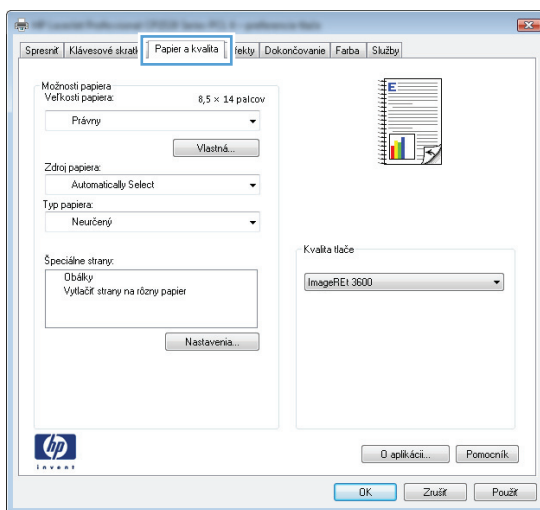 Spresniť Klávesové skratk Papier a kvalita fekty Dokončovanie Farba Služby
Možnosti papiera
Veľkosti papiera: 8,5 × 14 palcov
Právny
Vlastná...
Zdroj papiera:
Automatically Select
Typ papiera:
Neurčený
Špeciálne strany:
Obálky
Vytlačiť strany na rôzny papier
Nastavenia...
E
Kvalita tlače
ImageREt 3600
hp
invent
O aplikácii... Pomocník
OK Zrušiť Použiť